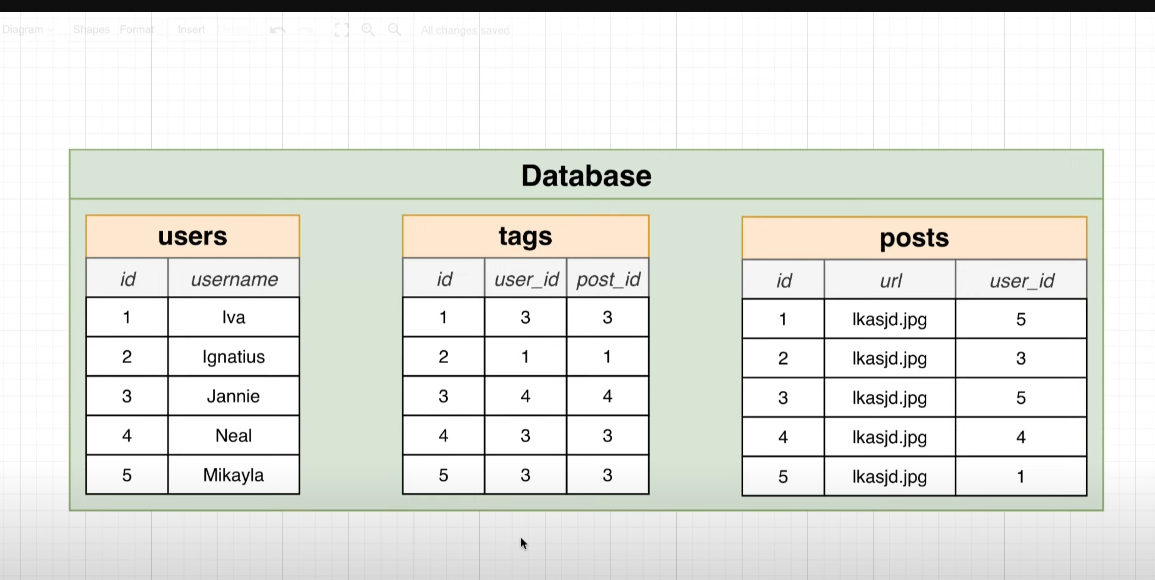 Diagram Shapes Format Insert All changes saved
Database
users
id username
1 Iva
2 Ignatius
3 Jannie
4 Neal
5 Mikayla
tags
id user_id post_id
1 3 3
2 1 1
3 4 4
4 3 3
5 3 3
posts
id url user_id
1 lkasjd.jpg 5
2 lkasjd.jpg 3
3 lkasjd.jpg 5
4 lkasjd.jpg 4
5 lkasjd.jpg 1